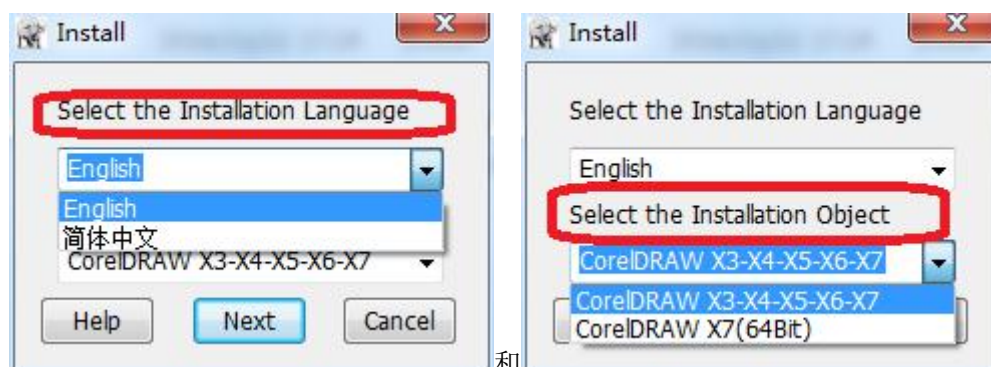 Install
Select the Installation Language
English
English
简体中文
CorelDRAW X3-X4-X5-X6-X7
Help Next Cancel
和
Install
Select the Installation Language
English
Select the Installation Object
CorelDRAW X3-X4-X5-X6-X7
CorelDRAW X3-X4-X5-X6-X7
CorelDRAW X7(64Bit)